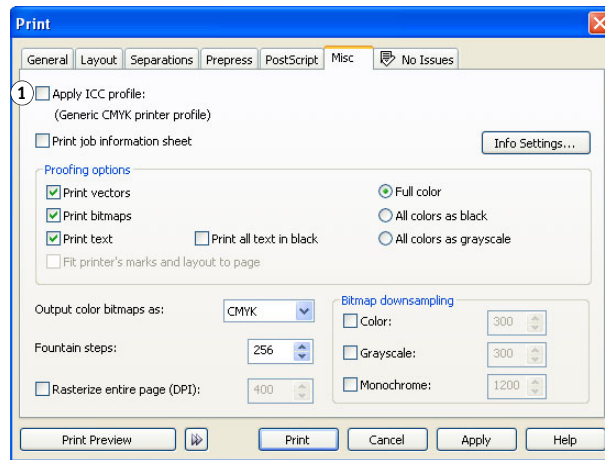 Print
General Layout Separations Prepress PostScript Misc No Issues
1 Apply ICC profile:
(Generic CMYK printer profile)
Print job information sheet Info Settings...
Proofing options
Print vectors Full color
Print bitmaps All colors as black
Print text Print all text in black All colors as grayscale
Fit printer's marks and layout to page
Output color bitmaps as: CMYK Bitmap downsampling
Color: 300
Fountain steps: 256 Grayscale: 300
Rasterize entire page (DPI): 400 Monochrome: 1200
Print Preview Print Cancel Apply Help